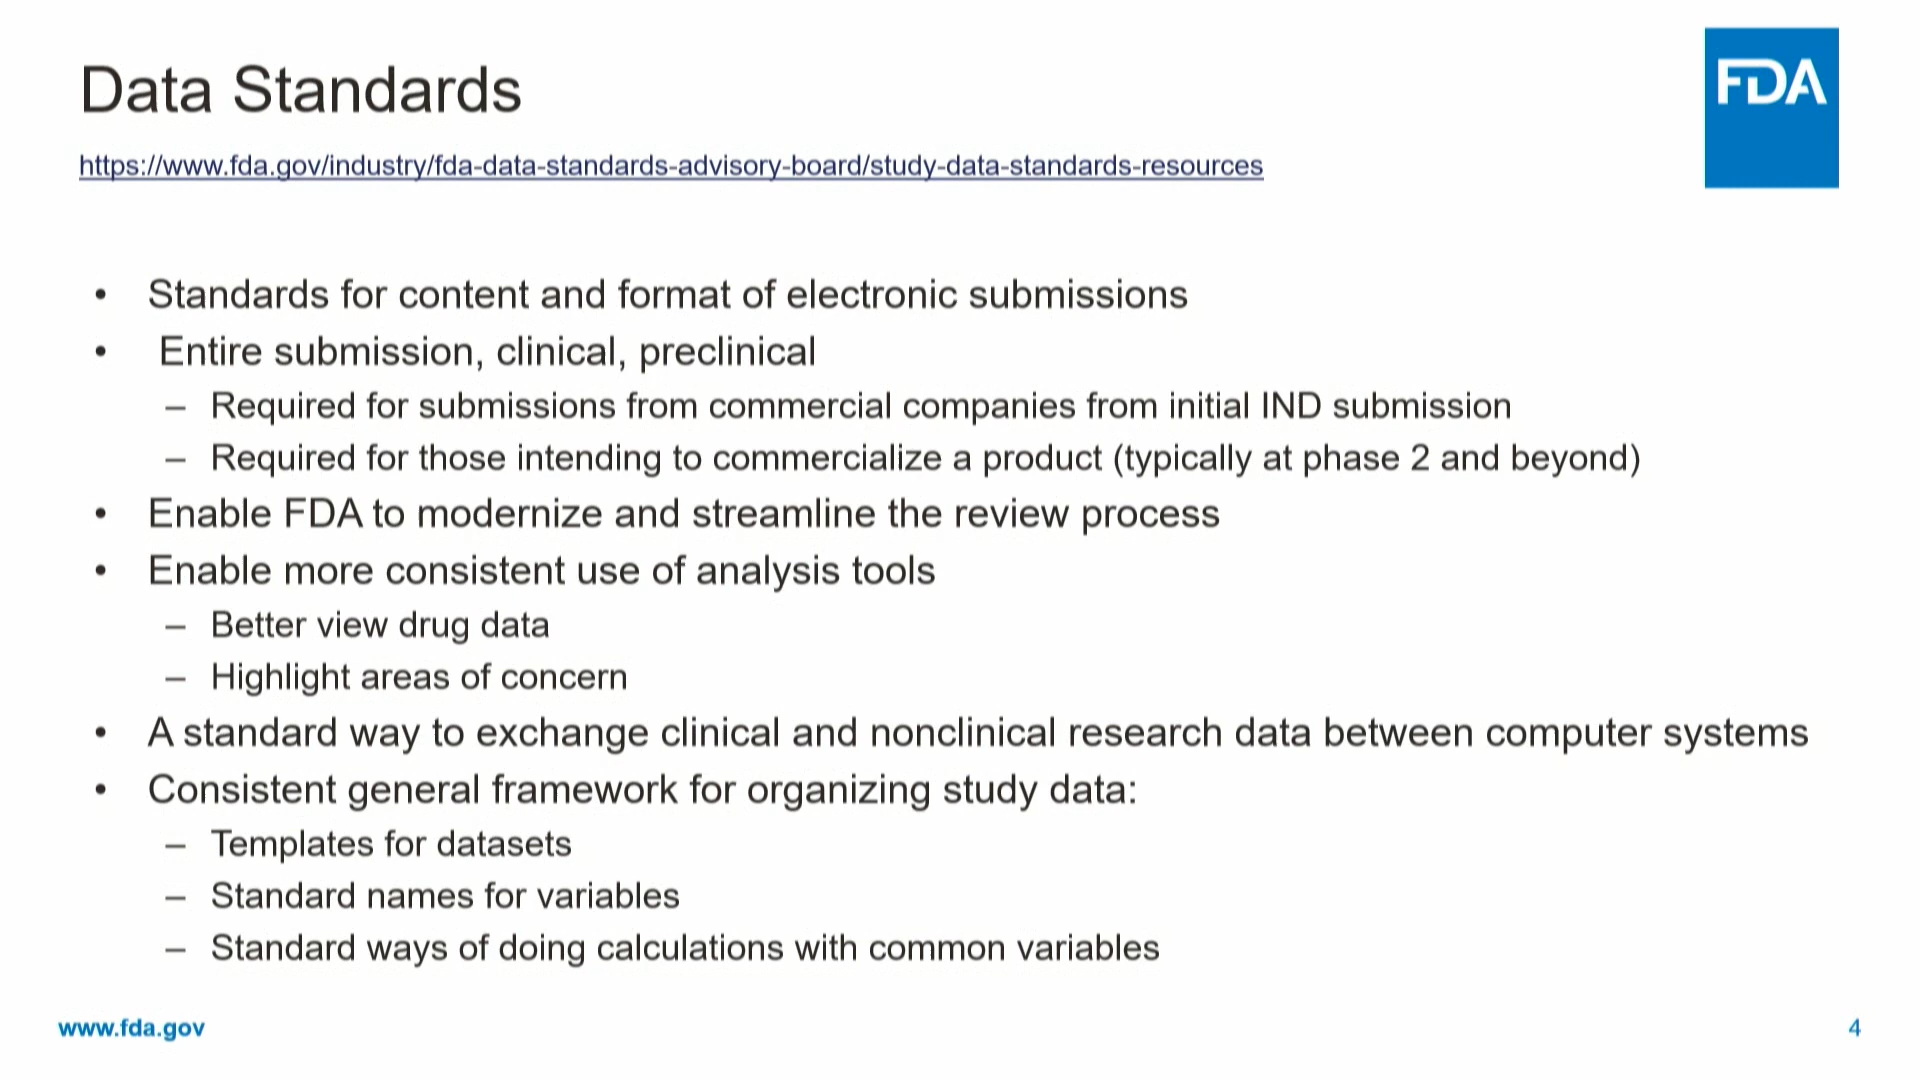 Data Standards
FDA
https://www.fda.gov/industry/fda-data-standards-advisory-board/study-data-standards-resources
• Standards for content and format of electronic submissions
• Entire submission, clinical, preclinical
– Required for submissions from commercial companies from initial IND submission
– Required for those intending to commercialize a product (typically at phase 2 and beyond)
• Enable FDA to modernize and streamline the review process
• Enable more consistent use of analysis tools
– Better view drug data
– Highlight areas of concern
• A standard way to exchange clinical and nonclinical research data between computer systems
• Consistent general framework for organizing study data:
– Templates for datasets
– Standard names for variables
– Standard ways of doing calculations with common variables
www.fda.gov
4